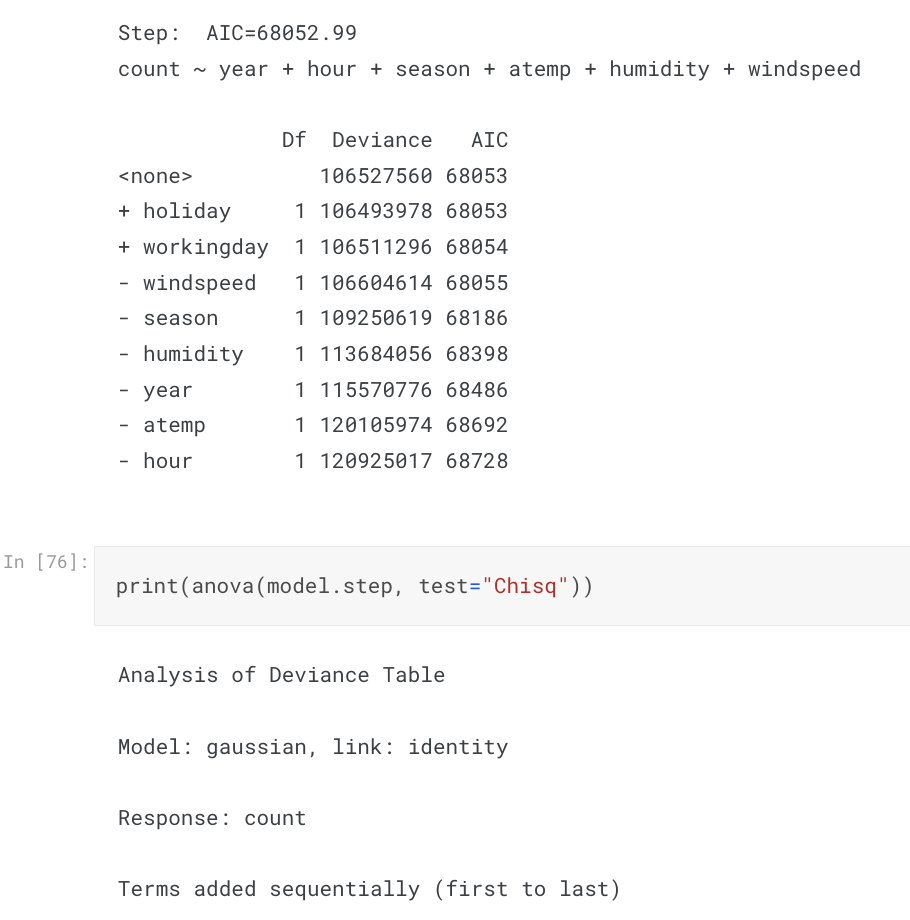 Step:  AIC=68052.99
count ~ year + hour + season + atemp + humidity + windspeed
Df  Deviance   AIC
<none>          106527560 68053
+ holiday     1 106493978 68053
+ workingday  1 106511296 68054
- windspeed   1 106604614 68055
- season      1 109250619 68186
- humidity    1 113684056 68398
- year        1 115570776 68486
- atemp       1 120105974 68692
- hour        1 120925017 68728
In [76]:
print(anova(model.step, test="Chisq"))
Analysis of Deviance Table
Model: gaussian, link: identity
Response: count
Terms added sequentially (first to last)